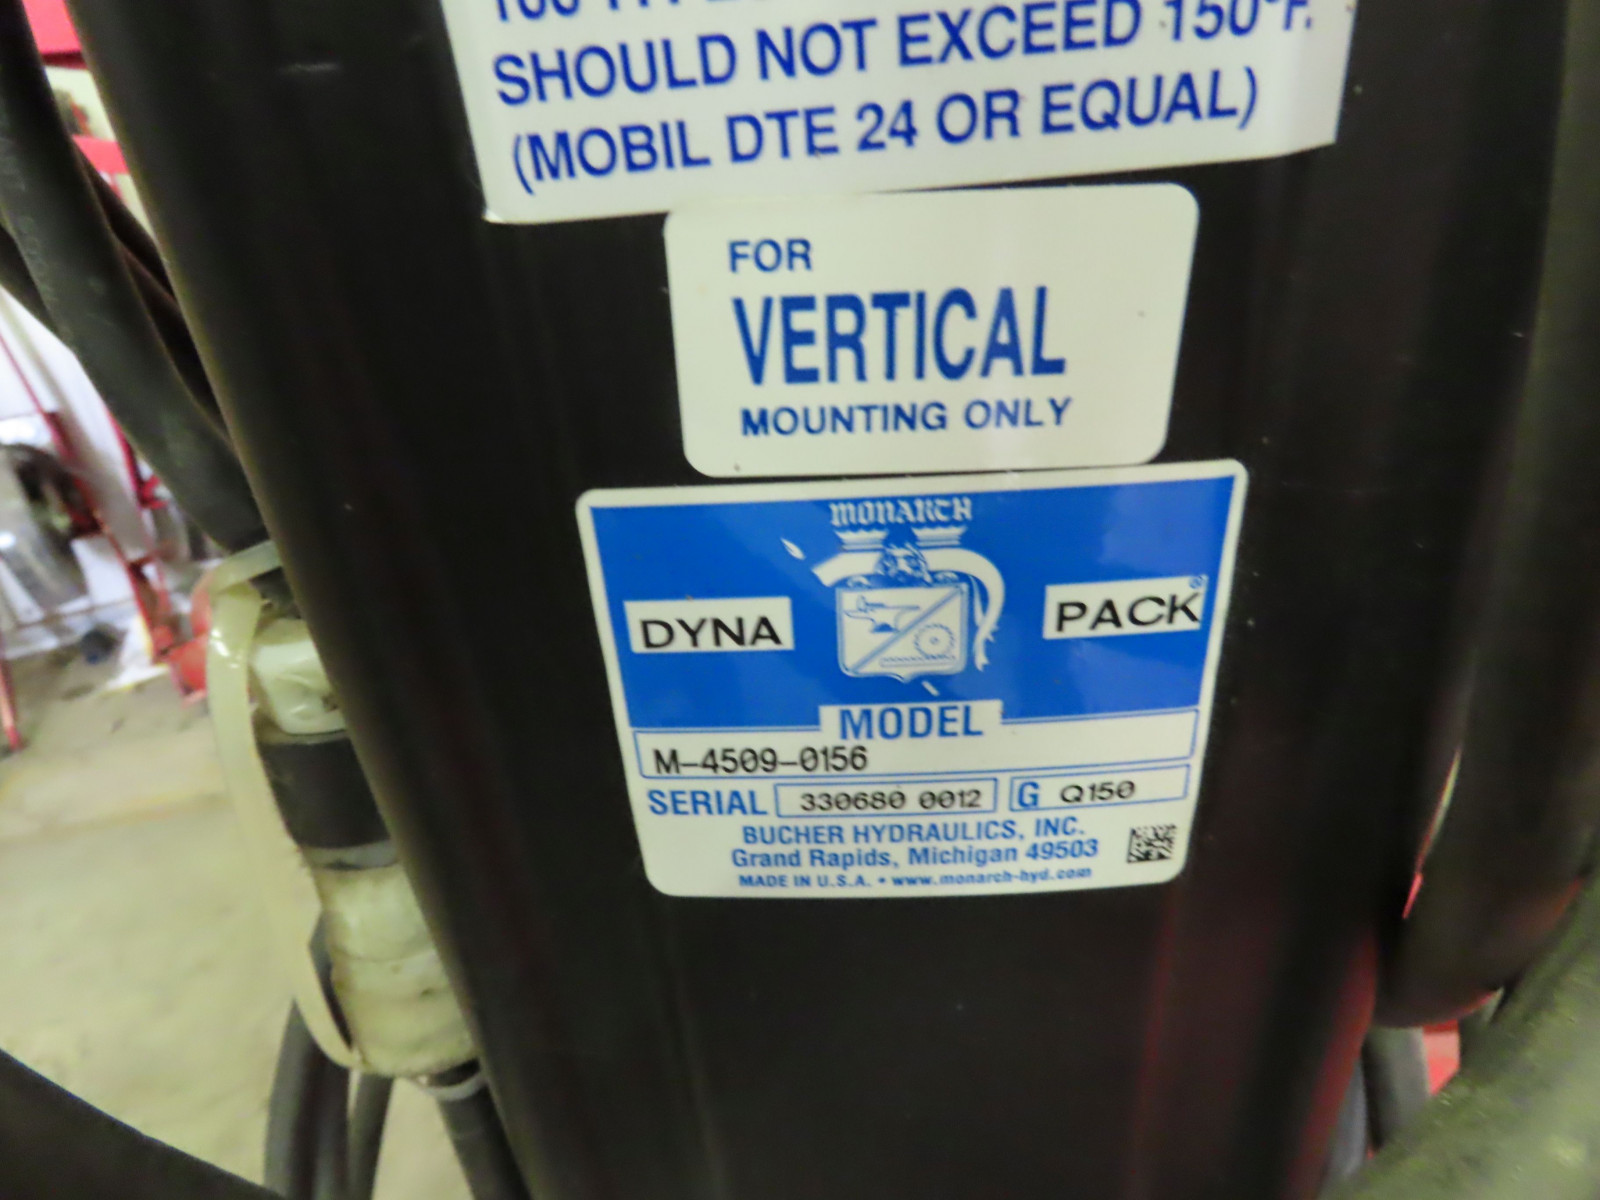 SHOULD NOT EXCEED 150°F.
(MOBIL DTE 24 OR EQUAL)
FOR
VERTICAL
MOUNTING ONLY
MONARCH
DYNA PACK®
MODEL
M-4509-0156
SERIAL 330680 0012 G Q150
BUCHER HYDRAULICS, INC.
Grand Rapids, Michigan 49503
MADE IN U.S.A. • www.monarch-hyd.com